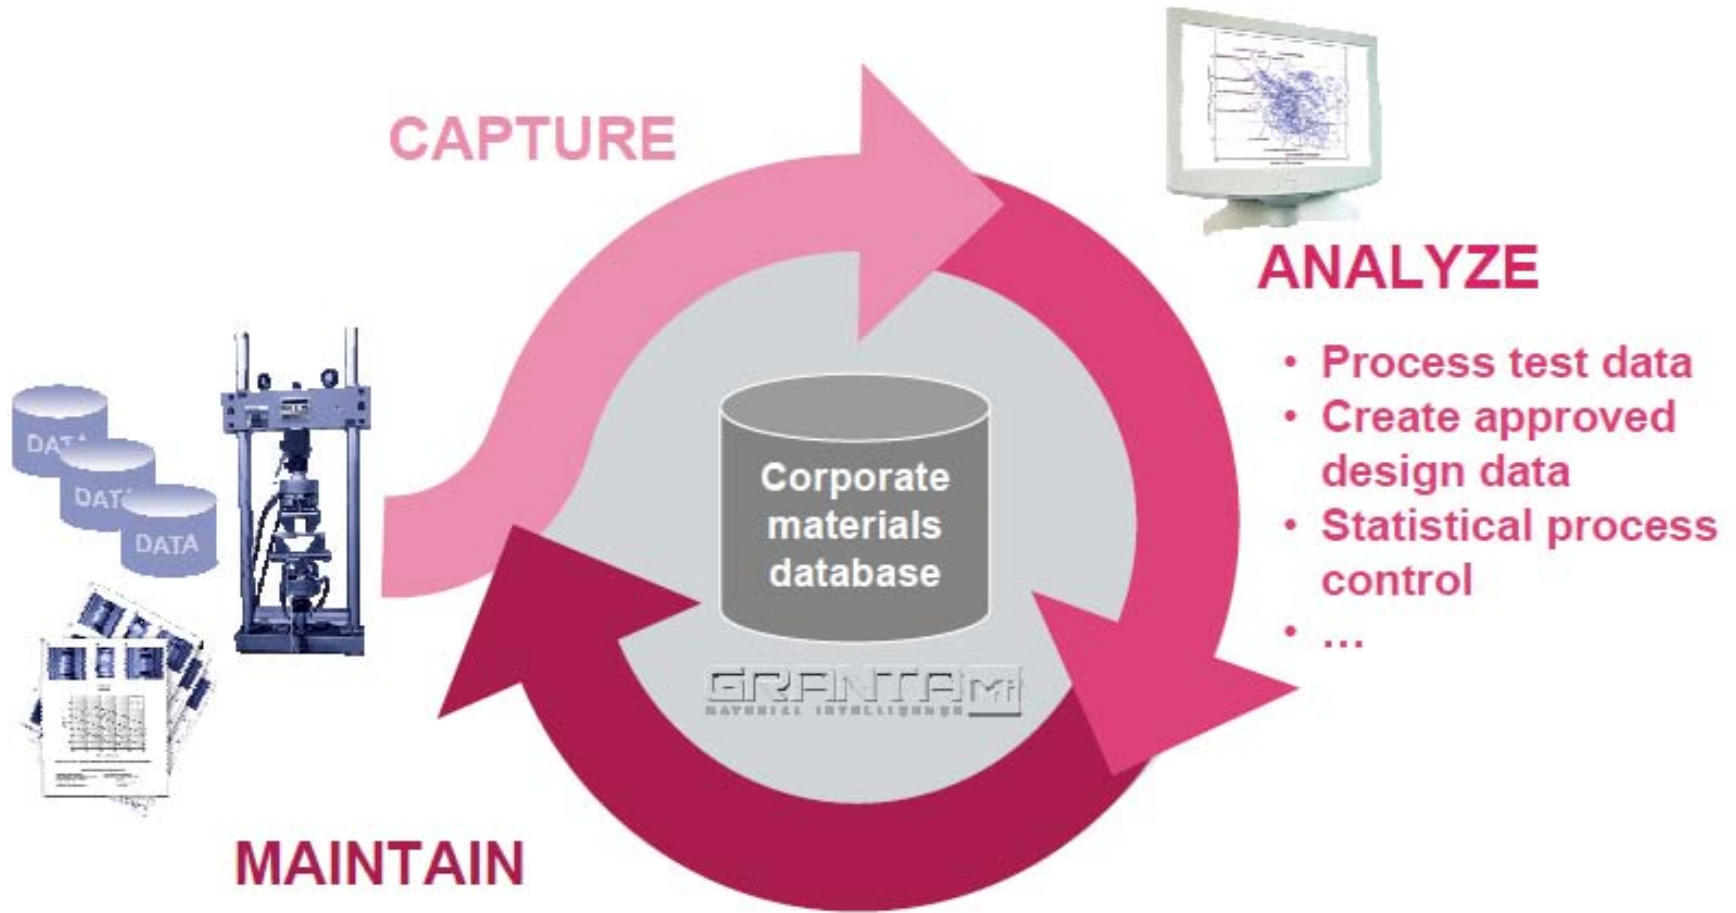 CAPTURE
ANALYZE
• Process test data
• Create approved
design data
• Statistical process
control
• ...
DATA
DATA
DATA
Corporate
materials
database
GRANTA MI
MATERIAL INTELLIGENCE
MAINTAIN